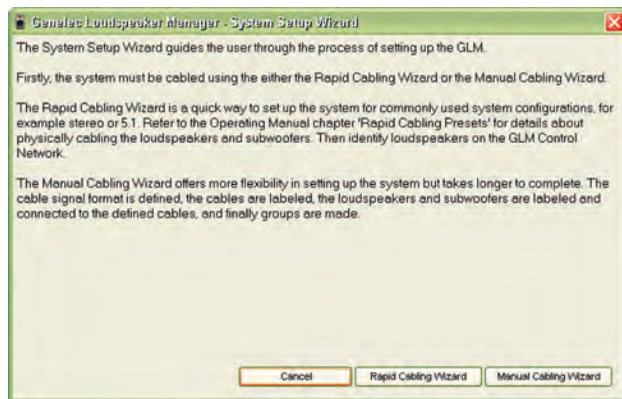 Genelec Loudspeaker Manager - System Setup Wizard
The System Setup Wizard guides the user through the process of setting up the GLM.
Firstly, the system must be cabled using the either the Rapid Cabling Wizard or the Manual Cabling Wizard.
The Rapid Cabling Wizard is a quick way to set up the system for commonly used system configurations, for
example stereo or 5.1. Refer to the Operating Manual chapter 'Rapid Cabling Presets' for details about
physically cabling the loudspeakers and subwoofers. Then identify loudspeakers on the GLM Control
Network.
The Manual Cabling Wizard offers more flexibility in setting up the system but takes longer to complete. The
cable signal format is defined, the cables are labeled, the loudspeakers and subwoofers are labeled and
connected to the defined cables, and finally groups are made.
Cancel Rapid Cabling Wizard Manual Cabling Wizard